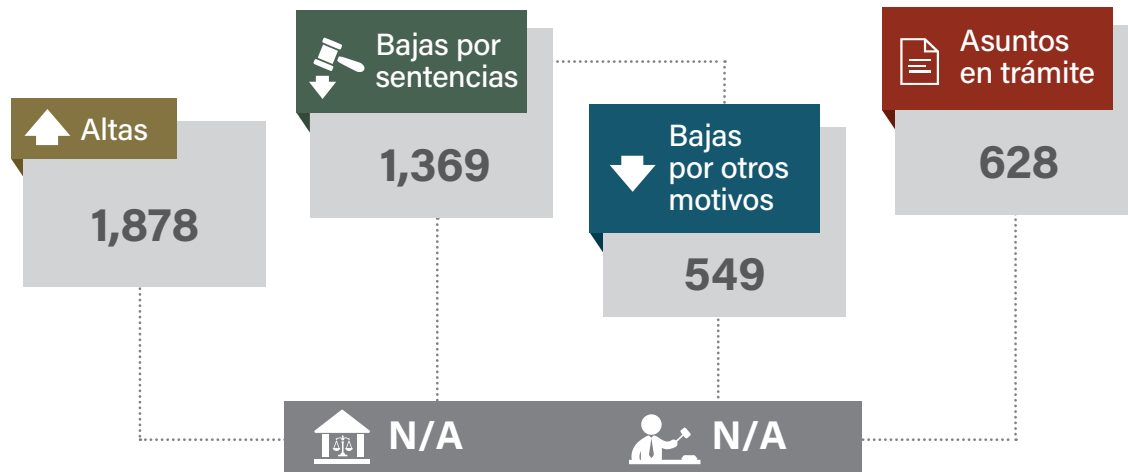 Altas
1,878
Bajas por
sentencias
1,369
Bajas
por otros
motivos
549
Asuntos
en trámite
628
N/A
N/A